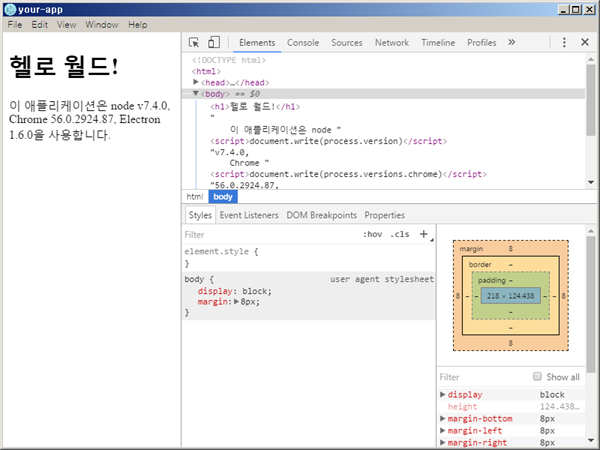 your-app
File Edit View Window Help
헬로 월드!
이 애플리케이션은 node v7.4.0,
Chrome 56.0.2924.87, Electron
1.6.0을 사용합니다.
Elements Console Sources Network Timeline Profiles »
<!DOCTYPE html>
<html>
▶<head>…</head>
…▼<body> == $0
<h1>헬로 월드!</h1>
"
이 애플리케이션은 node "
<script>document.write(process.version)</script>
"v7.4.0,
Chrome "
<script>document.write(process.versions.chrome)</script>
"56.0.2924.87,
html body
Styles Event Listeners DOM Breakpoints Properties
Filter :hov .cls +
element.style {
}
body { user agent stylesheet
display: block;
margin:▶8px;
}
margin 8
border –
padding –
8 – – 218 × 124.438 – – 8
–
–
8
Filter Show all
▶display block
height 124.438…
▶margin-bottom 8px
▶margin-left 8px
▶margin-right 8px